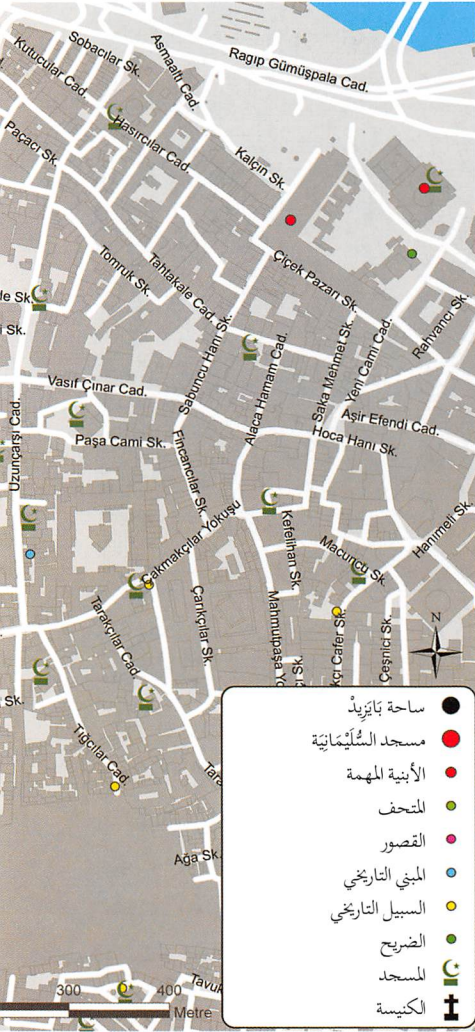 Sobacılar Sk.
Asmaaltı Cad.
Ragıp Gümüşpala Cad.
Kutucular Cad.
Hasırcılar Cad.
Paçacı Sk.
Kalçın Sk.
Tomruk Sk.
Tahtakale Cad.
Çiçek Pazarı Sk.
le Sk.
i Sk.
Sabuncu Hanı Sk.
Alaca Hamam Cad.
Saka Mehmet Sk.
Yeni Cami Cad.
Rahvancı Sk.
Vasıf Çınar Cad.
Aşir Efendi Cad.
Uzunçarşı Cad.
Paşa Cami Sk.
Hoca Hanı Sk.
Fincancılar Sk.
Çakmakçılar Yokuşu
Kefelihan Sk.
Macuncu Sk.
Hanımeli Sk.
Tarakçılar Cad.
Çarıkçılar Sk.
Mahmutpaşa Yo
kçı Cafer Sk.
Çeşnici Sk.
N
Sk.
Tığcılar Cad.
Tara
Ağa Sk.
Tavuk
300
400
Metre
ساحة بَايَزِيدْ
مسجد السُّلَيْمَانِيَة
الأبنية المهمة
المتحف
القصور
المبني التاريخي
السبيل التاريخي
الضريح
المسجد
الكنيسة